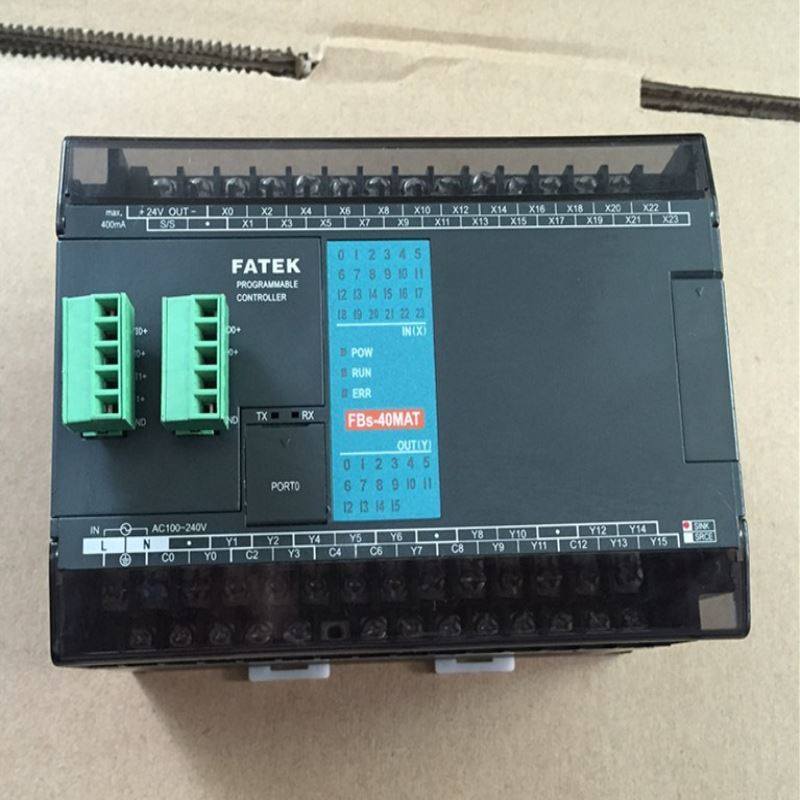 max. +24V OUT- X0 X2 X4 X6 X8 X10 X12 X14 X16 X18 X20 X22
400mA S/S • X1 X3 X5 X7 X9 X11 X13 X15 X17 X19 X21 X23
FATEK
PROGRAMMABLE
CONTROLLER
0 1 2 3 4 5
6 7 8 9 10 11
12 13 14 15 16 17
18 19 20 21 22 23
IN(X)
POW
RUN
ERR
FBs-40MAT
OUT(Y)
0 1 2 3 4 5
6 7 8 9 10 11
12 13 14 15
TX RX
PORT0
IN AC100-240V
L N • Y1 Y2 Y4 Y5 Y6 • Y8 Y10 • Y12 Y14
C0 Y0 C2 Y3 C4 C6 Y7 C8 Y9 Y11 C12 Y13 Y15
SINK
SRCE